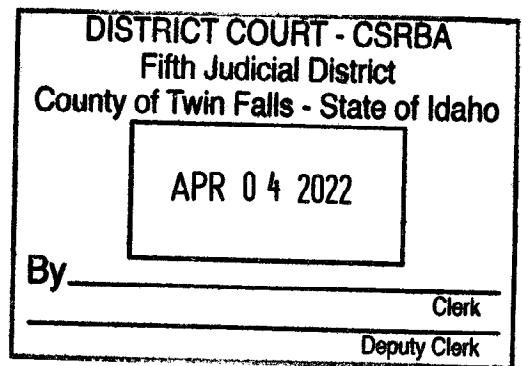 DISTRICT COURT - CSRBA
Fifth Judicial District
County of Twin Falls - State of Idaho
APR 04 2022
By
Clerk
Deputy Clerk